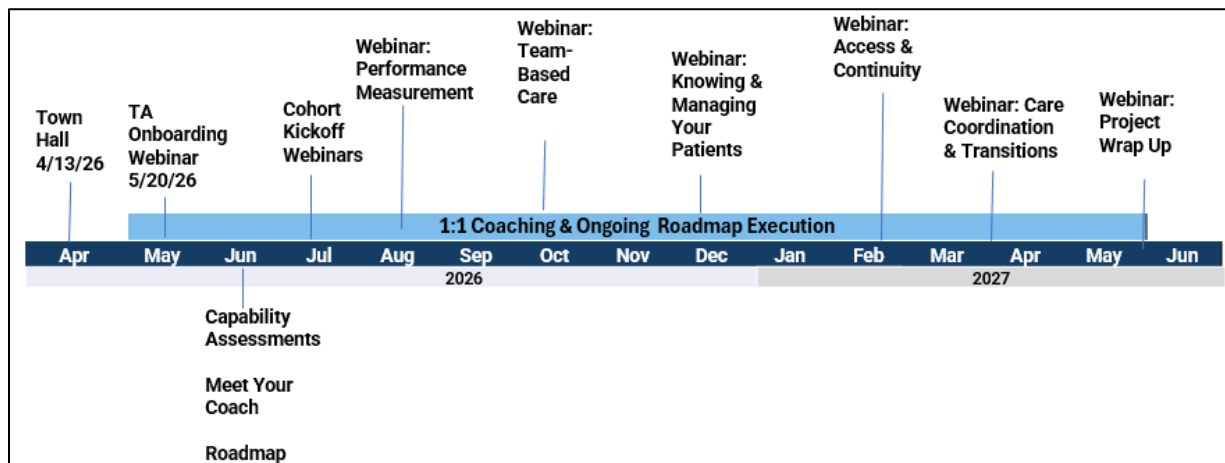 Town
Hall
4/13/26
TA
Onboarding
Webinar
5/20/26
Cohort
Kickoff
Webinars
Webinar:
Performance
Measurement
Webinar:
Team-
Based
Care
Webinar:
Knowing &
Managing
Your
Patients
Webinar:
Access &
Continuity
Webinar: Care
Coordination
& Transitions
Webinar:
Project
Wrap Up
1:1 Coaching & Ongoing Roadmap Execution
Apr May Jun Jul Aug Sep Oct Nov Dec Jan Feb Mar Apr May Jun
2026 2027
Capability
Assessments
Meet Your
Coach
Roadmap